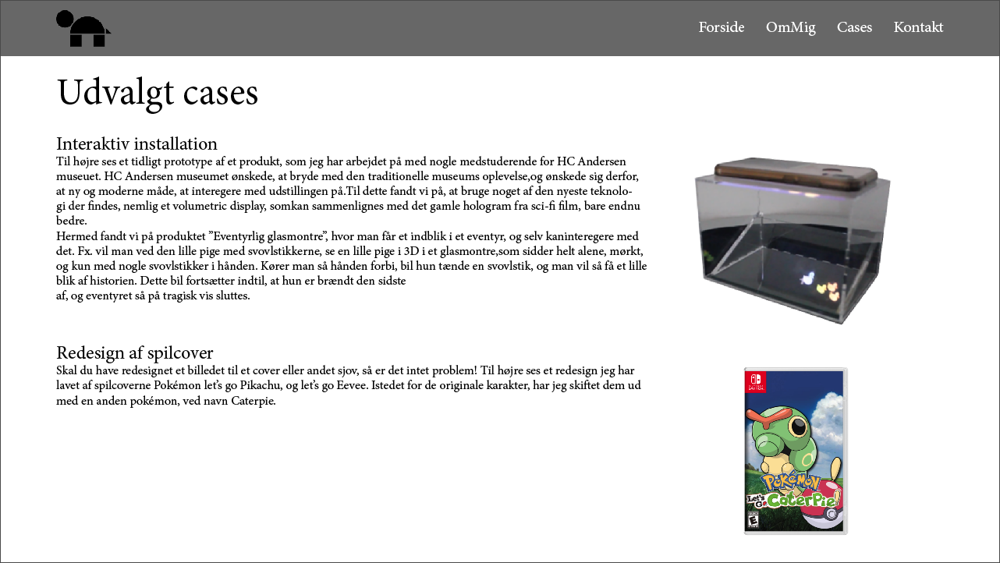 Forside OmMig Cases Kontakt
Udvalgt cases
Interaktiv installation
Til højre ses et tidligt prototype af et produkt, som jeg har arbejdet på med nogle medstuderende for HC Andersen
museuet. HC Andersen museumet ønskede, at bryde med den traditionelle museums oplevelse,og ønskede sig derfor,
at ny og moderne måde, at interegere med udstillingen på.Til dette fandt vi på, at bruge noget af den nyeste teknolo-
gi der findes, nemlig et volumetric display, somkan sammenlignes med det gamle hologram fra sci-fi film, bare endnu
bedre.
Hermed fandt vi på produktet ”Eventyrlig glasmontre”, hvor man får et indblik i et eventyr, og selv kaninteregere med
det. Fx. vil man ved den lille pige med svovlstikkerne, se en lille pige i 3D i et glasmontre,som sidder helt alene, mørkt,
og kun med nogle svovlstikker i hånden. Kører man så hånden forbi, bil hun tænde en svovlstik, og man vil så få et lille
blik af historien. Dette bil fortsætter indtil, at hun er brændt den sidste
af, og eventyret så på tragisk vis sluttes.
Redesign af spilcover
Skal du have redesignet et billedet til et cover eller andet sjov, så er det intet problem! Til højre ses et redesign jeg har
lavet af spilcoverne Pokémon let’s go Pikachu, og let’s go Eevee. Istedet for de originale karakter, har jeg skiftet dem ud
med en anden pokémon, ved navn Caterpie.
NINTENDO
SWITCH
POKéMON
Let's Go CaterPie!
E